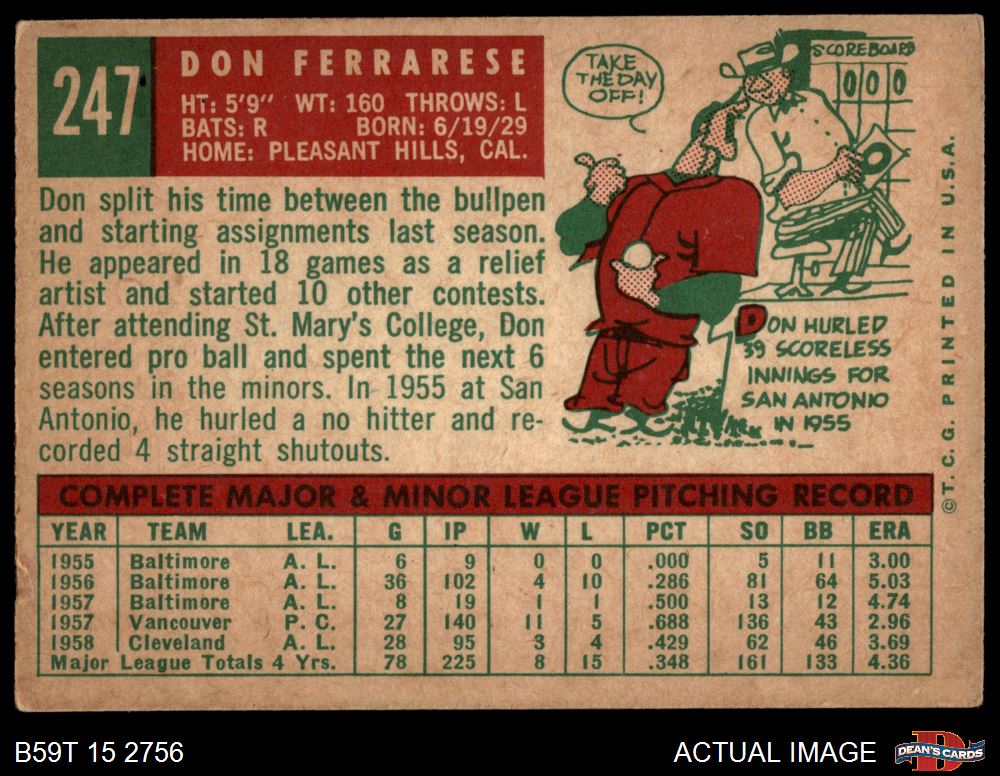 247
DON FERRARESE
HT: 5'9" WT: 160 THROWS: L
BATS: R BORN: 6/19/29
HOME: PLEASANT HILLS, CAL.
Don split his time between the bullpen
and starting assignments last season.
He appeared in 18 games as a relief
artist and started 10 other contests.
After attending St. Mary's College, Don
entered pro ball and spent the next 6
seasons in the minors. In 1955 at San
Antonio, he hurled a no hitter and re-
corded 4 straight shutouts.
TAKE
THE DAY
OFF!
SCOREBOARD
0 0 0
DON HURLED
39 SCORELESS
INNINGS FOR
SAN ANTONIO
IN 1955
©T. C. G. PRINTED IN U.S.A.
COMPLETE MAJOR & MINOR LEAGUE PITCHING RECORD
YEAR TEAM LEA. G IP W L PCT SO BB ERA
1955 Baltimore A. L. 6 9 0 0 .000 5 11 3.00
1956 Baltimore A. L. 36 102 4 10 .286 81 64 5.03
1957 Baltimore A. L. 8 19 1 1 .500 13 12 4.74
1957 Vancouver P. C. 27 140 11 5 .688 136 43 2.96
1958 Cleveland A. L. 28 95 3 4 .429 62 46 3.69
Major League Totals 4 Yrs. 78 225 8 15 .348 161 133 4.36
B59T 15 2756
ACTUAL IMAGE
D
DEAN'S CARDS